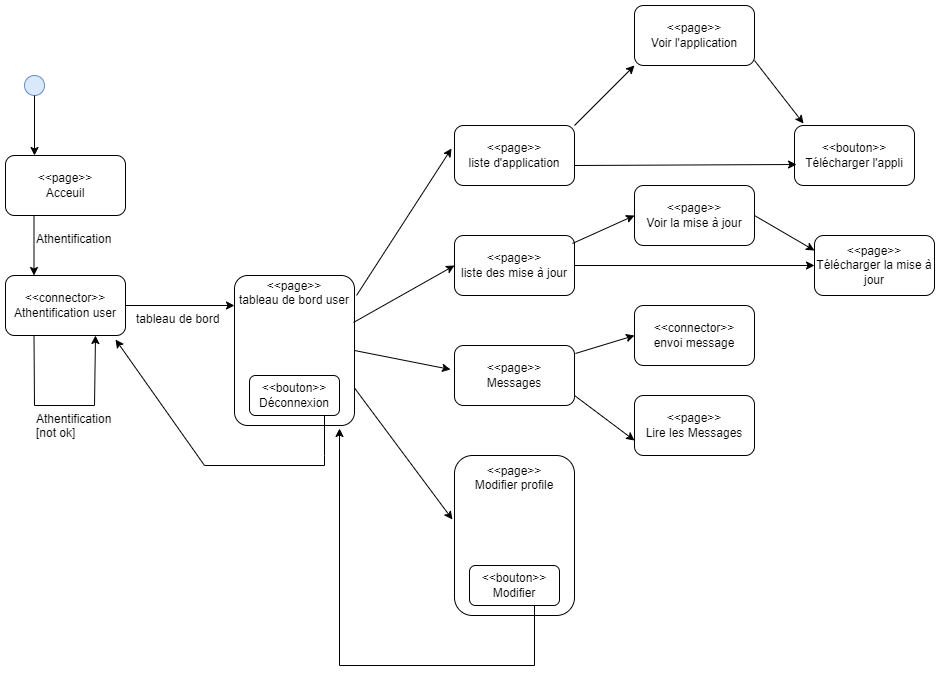 <<page>>
Voir l'application
<<page>>
Acceuil
<<page>>
liste d'application
<<bouton>>
Télécharger l'appli
Athentification
<<page>>
Voir la mise à jour
<<page>>
liste des mise à jour
<<page>>
Télécharger la mise à
jour
<<connector>>
Athentification user
tableau de bord
<<page>>
tableau de bord user
<<bouton>>
Déconnexion
<<connector>>
envoi message
<<page>>
Messages
<<page>>
Lire les Messages
Athentification
[not ok]
<<page>>
Modifier profile
<<bouton>>
Modifier